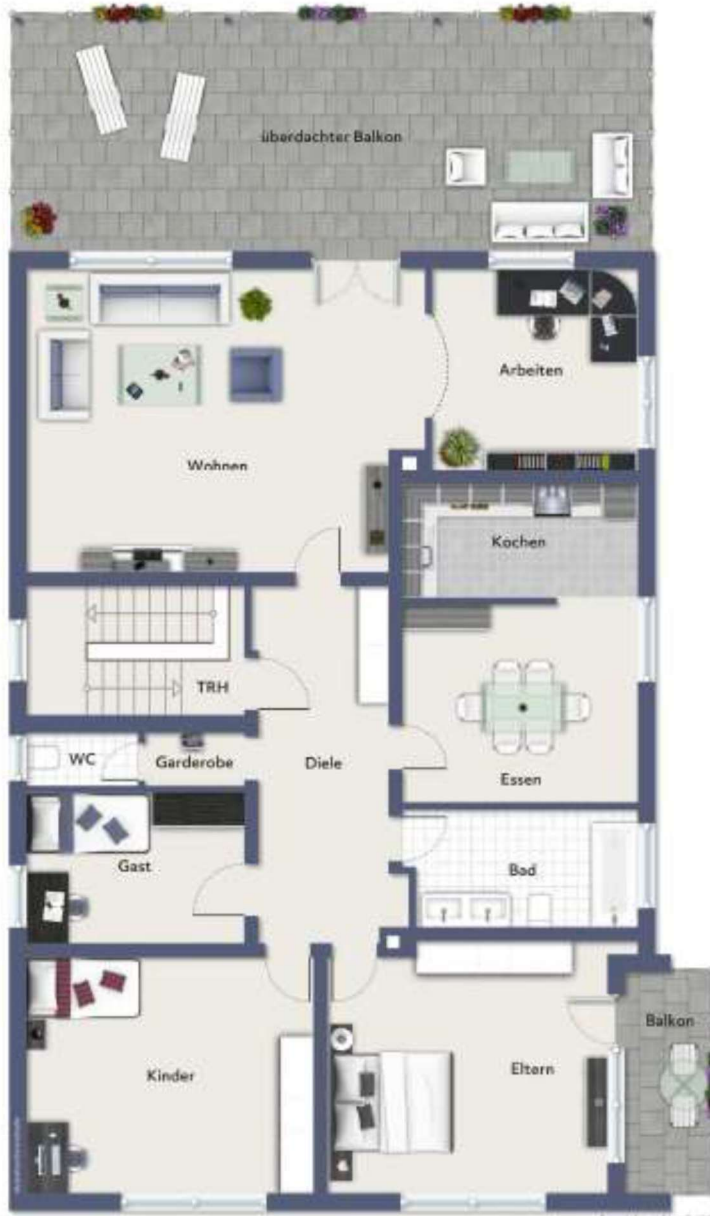 überdachter Balkon
Arbeiten
Wohnen
Kochen
TRH
WC
Garderobe
Diele
Essen
Gast
Bad
Balkon
Eltern
Kinder